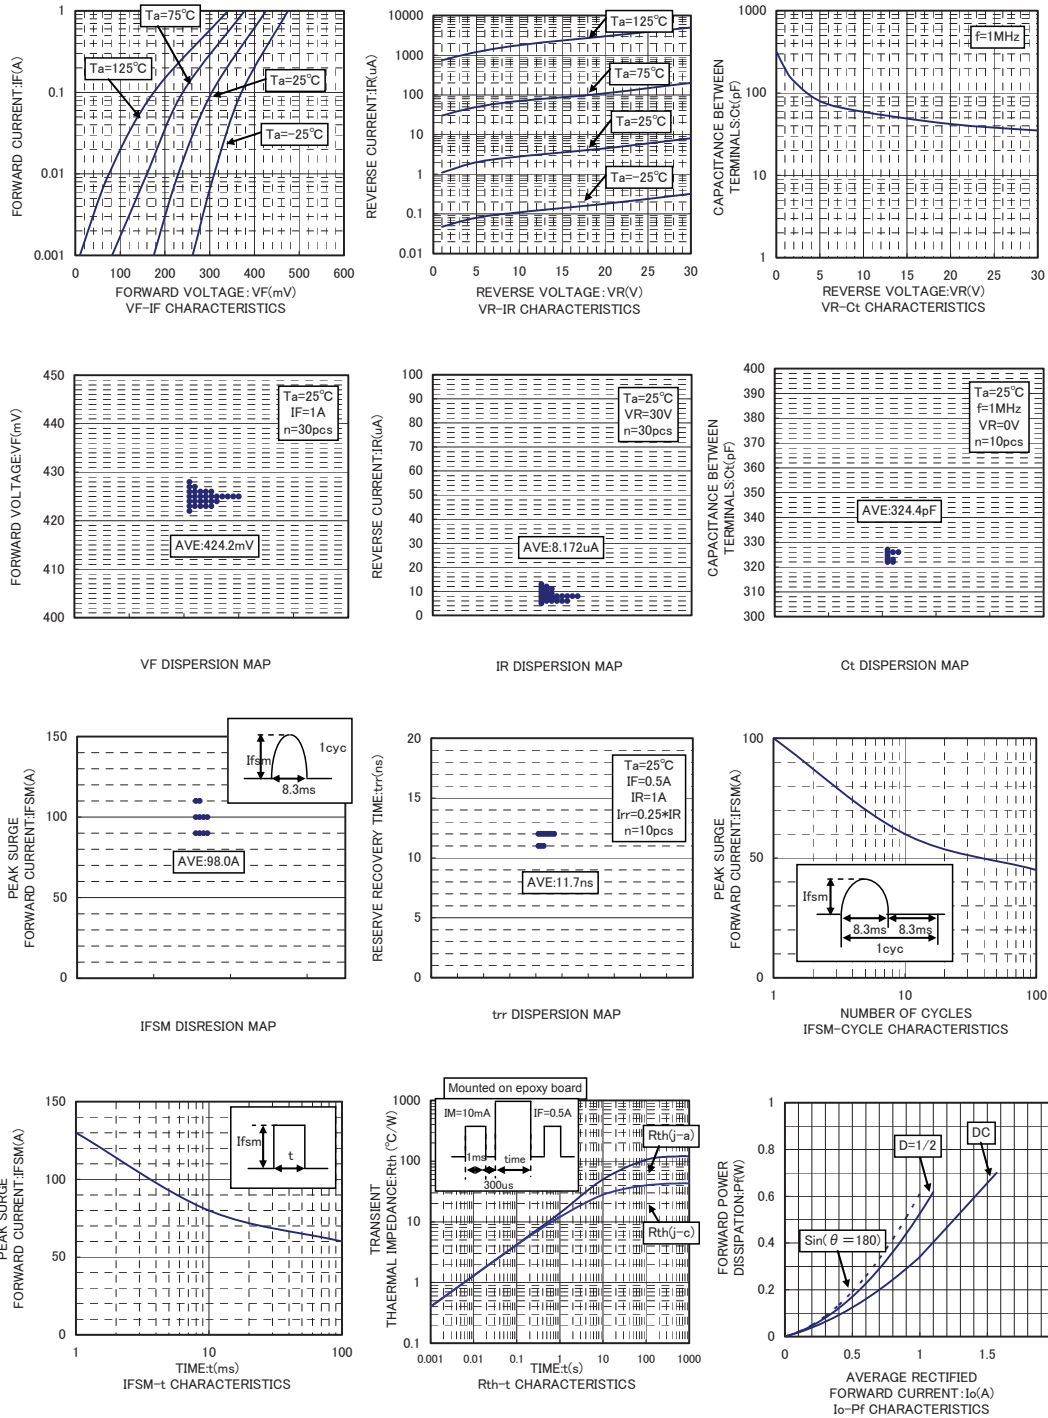 1
0.1
0.01
0.001
0 100 200 300 400 500 600
FORWARD CURRENT:IF(A)
Ta=75℃
Ta=125℃
Ta=25℃
Ta=-25℃
FORWARD VOLTAGE:VF(mV)
VF-IF CHARACTERISTICS
10000
1000
100
10
1
0.1
0.01
0 5 10 15 20 25 30
REVERSE CURRENT:IR(uA)
Ta=125℃
Ta=75℃
Ta=25℃
Ta=-25℃
REVERSE VOLTAGE:VR(V)
VR-IR CHARACTERISTICS
1000
100
10
1
0 5 10 15 20 25 30
CAPACITANCE BETWEEN
TERMINALS:Ct(pF)
f=1MHz
REVERSE VOLTAGE:VR(V)
VR-Ct CHARACTERISTICS
450
440
430
420
410
400
FORWARD VOLTAGE:VF(mV)
Ta=25℃
IF=1A
n=30pcs
AVE:424.2mV
VF DISPERSION MAP
100
90
80
70
60
50
40
30
20
10
0
REVERSE CURRENT:IR(uA)
Ta=25℃
VR=30V
n=30pcs
AVE:8.172uA
IR DISPERSION MAP
400
390
380
370
360
350
340
330
320
310
300
CAPACITANCE BETWEEN
TERMINALS:Ct(pF)
Ta=25℃
f=1MHz
VR=0V
n=10pcs
AVE:324.4pF
Ct DISPERSION MAP
150
100
50
0
PEAK SURGE
FORWARD CURRENT:IFSM(A)
Ifsm
1cyc
8.3ms
AVE:98.0A
IFSM DISRESION MAP
20
15
10
5
0
RESERVE RECOVERY TIME:trr(ns)
Ta=25℃
IF=0.5A
IR=1A
Irr=0.25*IR
n=10pcs
AVE:11.7ns
trr DISPERSION MAP
100
50
0
1 10 100
PEAK SURGE
FORWARD CURRENT:IFSM(A)
Ifsm
8.3ms 8.3ms
1cyc
NUMBER OF CYCLES
IFSM-CYCLE CHARACTERISTICS
150
100
50
0
1 10 100
PEAK SURGE
FORWARD CURRENT:IFSM(A)
Ifsm
t
TIME:t(ms)
IFSM-t CHARACTERISTICS
Mounted on epoxy board
1000
100
10
1
0.1
0.001 0.01 0.1 1 10 100 1000
TRANSIENT
THAERMAL IMPEDANCE:Rth (℃/W)
IM=10mA IF=0.5A
1ms time
300us
Rth(j-a)
Rth(j-c)
TIME:t(s)
Rth-t CHARACTERISTICS
1
0.8
0.6
0.4
0.2
0
0 0.5 1 1.5 2
FORWARD POWER
DISSIPATION:Pf(W)
D=1/2
DC
Sin(θ=180)
AVERAGE RECTIFIED
FORWARD CURRENT:Io(A)
Io-Pf CHARACTERISTICS